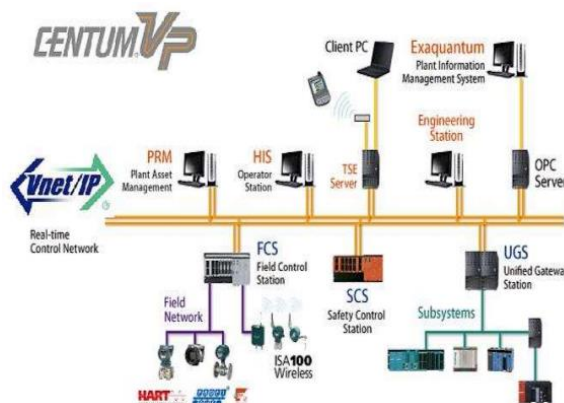 CENTUM VP
Client PC
Exaquantum
Plant Information
Management System
Engineering
Station
PRM
Plant Asset
Management
HIS
Operator
Station
TSE
Server
OPC
Server
Vnet/IP
Real-time
Control Network
FCS
Field Control
Station
SCS
Safety Control
Station
UGS
Unified Gateway
Station
Field
Network
Subsystems
ISA100
Wireless
HART